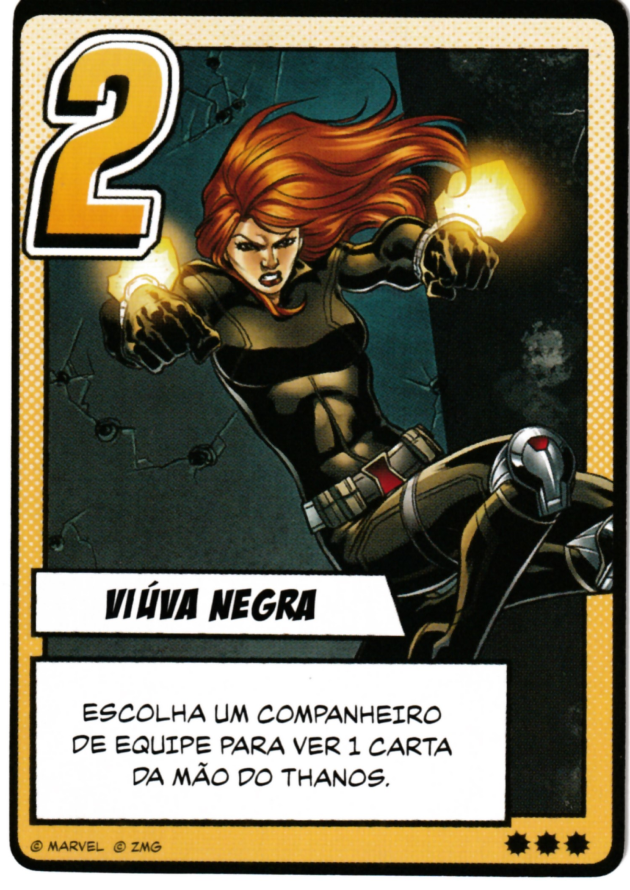 2
VIÚVA NEGRA
ESCOLHA UM COMPANHEIRO
DE EQUIPE PARA VER 1 CARTA
DA MÃO DO THANOS.
© MARVEL © ZMG